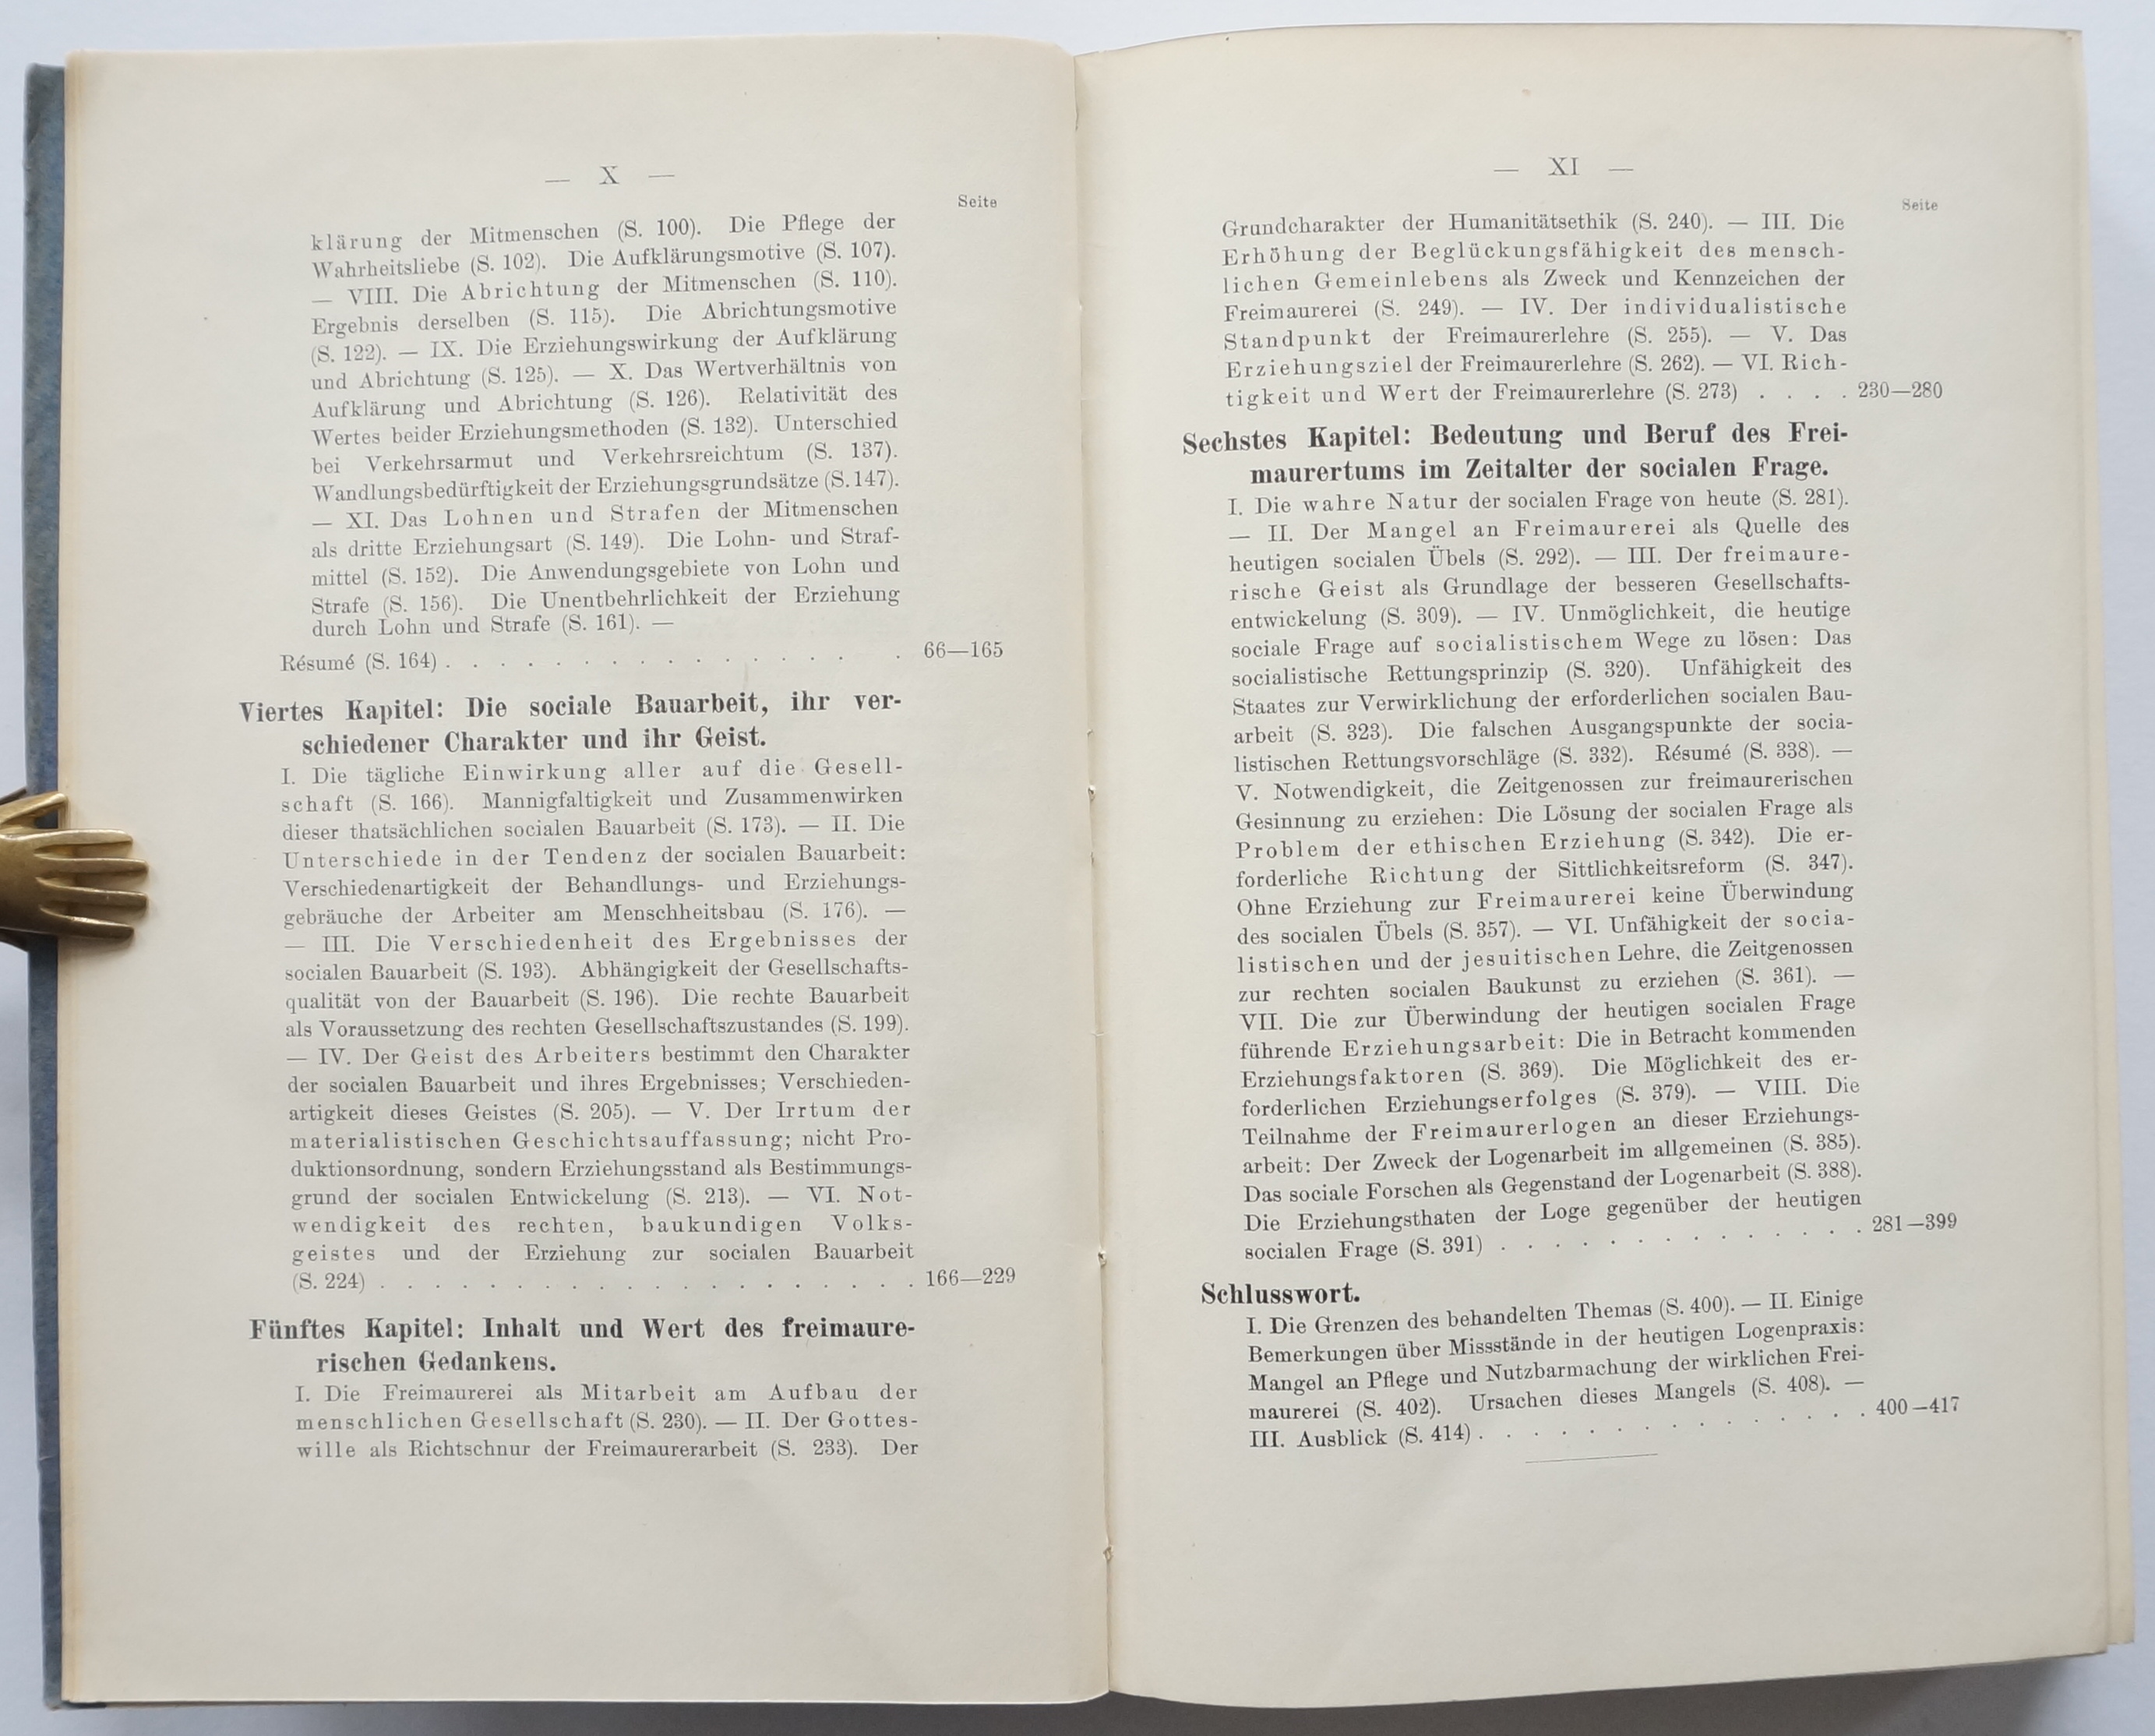 — X —
Seite
klärung der Mitmenschen (S. 100). Die Pflege der
Wahrheitsliebe (S. 102). Die Aufklärungsmotive (S. 107).
— VIII. Die Abrichtung der Mitmenschen (S. 110).
Ergebnis derselben (S. 115). Die Abrichtungsmotive
(S. 122). — IX. Die Erziehungswirkung der Aufklärung
und Abrichtung (S. 125). — X. Das Wertverhältnis von
Aufklärung und Abrichtung (S. 126). Relativität des
Wertes beider Erziehungsmethoden (S. 132). Unterschied
bei Verkehrsarmut und Verkehrsreichtum (S. 137).
Wandlungsbedürftigkeit der Erziehungsgrundsätze (S. 147).
— XI. Das Lohnen und Strafen der Mitmenschen
als dritte Erziehungsart (S. 149). Die Lohn- und Straf-
mittel (S. 152). Die Anwendungsgebiete von Lohn und
Strafe (S. 156). Die Unentbehrlichkeit der Erziehung
durch Lohn und Strafe (S. 161). —
Résumé (S. 164) . . . . . . . . . . . . . . . . 66—165
Viertes Kapitel: Die sociale Bauarbeit, ihr ver-
schiedener Charakter und ihr Geist.
I. Die tägliche Einwirkung aller auf die Gesell-
schaft (S. 166). Mannigfaltigkeit und Zusammenwirken
dieser thatsächlichen socialen Bauarbeit (S. 173). — II. Die
Unterschiede in der Tendenz der socialen Bauarbeit:
Verschiedenartigkeit der Behandlungs- und Erziehungs-
gebräuche der Arbeiter am Menschheitsbau (S. 176). —
— III. Die Verschiedenheit des Ergebnisses der
socialen Bauarbeit (S. 193). Abhängigkeit der Gesellschafts-
qualität von der Bauarbeit (S. 196). Die rechte Bauarbeit
als Voraussetzung des rechten Gesellschaftszustandes (S. 199).
— IV. Der Geist des Arbeiters bestimmt den Charakter
der socialen Bauarbeit und ihres Ergebnisses; Verschieden-
artigkeit dieses Geistes (S. 205). — V. Der Irrtum der
materialistischen Geschichtsauffassung; nicht Pro-
duktionsordnung, sondern Erziehungsstand als Bestimmungs-
grund der socialen Entwickelung (S. 213). — VI. Not-
wendigkeit des rechten, baukundigen Volks-
geistes und der Erziehung zur socialen Bauarbeit
(S. 224) . . . . . . . . . . . . . . . . . . . . 166—229
Fünftes Kapitel: Inhalt und Wert des freimaure-
rischen Gedankens.
I. Die Freimaurerei als Mitarbeit am Aufbau der
menschlichen Gesellschaft (S. 230). — II. Der Gottes-
wille als Richtschnur der Freimaurerarbeit (S. 233). Der
— XI —
Seite
Grundcharakter der Humanitätsethik (S. 240). — III. Die
Erhöhung der Beglückungsfähigkeit des mensch-
lichen Gemeinlebens als Zweck und Kennzeichen der
Freimaurerei (S. 249). — IV. Der individualistische
Standpunkt der Freimaurerlehre (S. 255). — V. Das
Erziehungsziel der Freimaurerlehre (S. 262). — VI. Rich-
tigkeit und Wert der Freimaurerlehre (S. 273) . . . . 230—280
Sechstes Kapitel: Bedeutung und Beruf des Frei-
maurertums im Zeitalter der socialen Frage.
I. Die wahre Natur der socialen Frage von heute (S. 281).
— II. Der Mangel an Freimaurerei als Quelle des
heutigen socialen Übels (S. 292). — III. Der freimaure-
rische Geist als Grundlage der besseren Gesellschafts-
entwickelung (S. 309). — IV. Unmöglichkeit, die heutige
sociale Frage auf socialistischem Wege zu lösen: Das
socialistische Rettungsprinzip (S. 320). Unfähigkeit des
Staates zur Verwirklichung der erforderlichen socialen Bau-
arbeit (S. 323). Die falschen Ausgangspunkte der socia-
listischen Rettungsvorschläge (S. 332). Résumé (S. 338). —
V. Notwendigkeit, die Zeitgenossen zur freimaurerischen
Gesinnung zu erziehen: Die Lösung der socialen Frage als
Problem der ethischen Erziehung (S. 342). Die er-
forderliche Richtung der Sittlichkeitsreform (S. 347).
Ohne Erziehung zur Freimaurerei keine Überwindung
des socialen Übels (S. 357). — VI. Unfähigkeit der socia-
listischen und der jesuitischen Lehre, die Zeitgenossen
zur rechten socialen Baukunst zu erziehen (S. 361). —
VII. Die zur Überwindung der heutigen socialen Frage
führende Erziehungsarbeit: Die in Betracht kommenden
Erziehungsfaktoren (S. 369). Die Möglichkeit des er-
forderlichen Erziehungserfolges (S. 379). — VIII. Die
Teilnahme der Freimaurerlogen an dieser Erziehungs-
arbeit: Der Zweck der Logenarbeit im allgemeinen (S. 385).
Das sociale Forschen als Gegenstand der Logenarbeit (S. 388).
Die Erziehungsthaten der Loge gegenüber der heutigen
socialen Frage (S. 391) . . . . . . . . . . . . . . 281—399
Schlusswort.
I. Die Grenzen des behandelten Themas (S. 400). — II. Einige
Bemerkungen über Missstände in der heutigen Logenpraxis:
Mangel an Pflege und Nutzbarmachung der wirklichen Frei-
maurerei (S. 402). Ursachen dieses Mangels (S. 408). —
III. Ausblick (S. 414) . . . . . . . . . . . . . . . 400—417